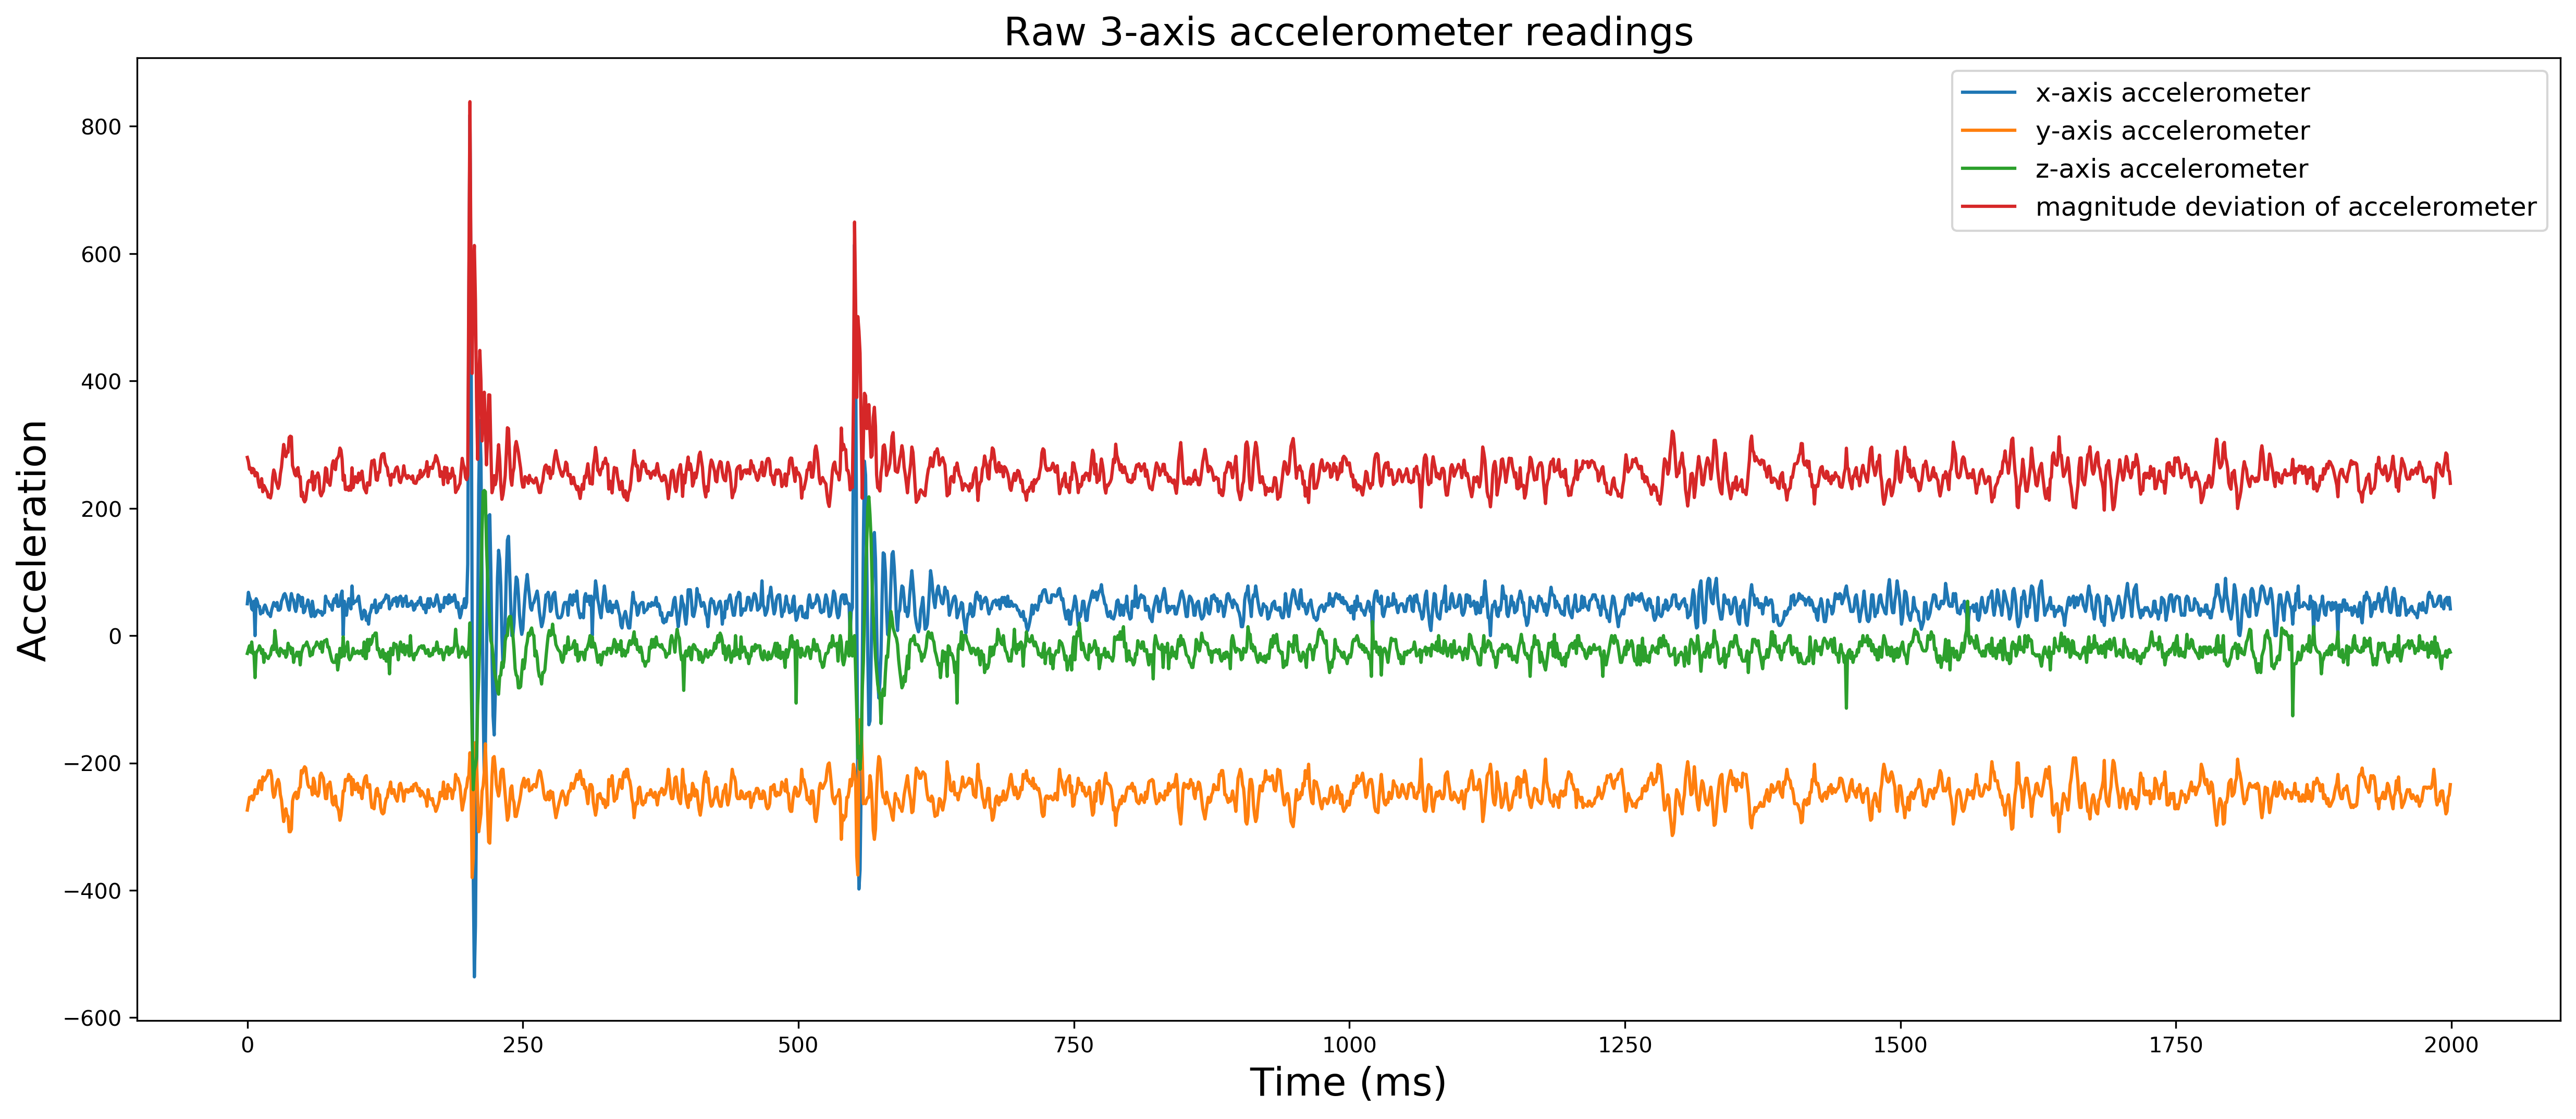 Raw 3-axis accelerometer readings
x-axis accelerometer
y-axis accelerometer
z-axis accelerometer
magnitude deviation of accelerometer
Acceleration
800
600
400
200
0
−200
−400
−600
0 250 500 750 1000 1250 1500 1750 2000
Time (ms)